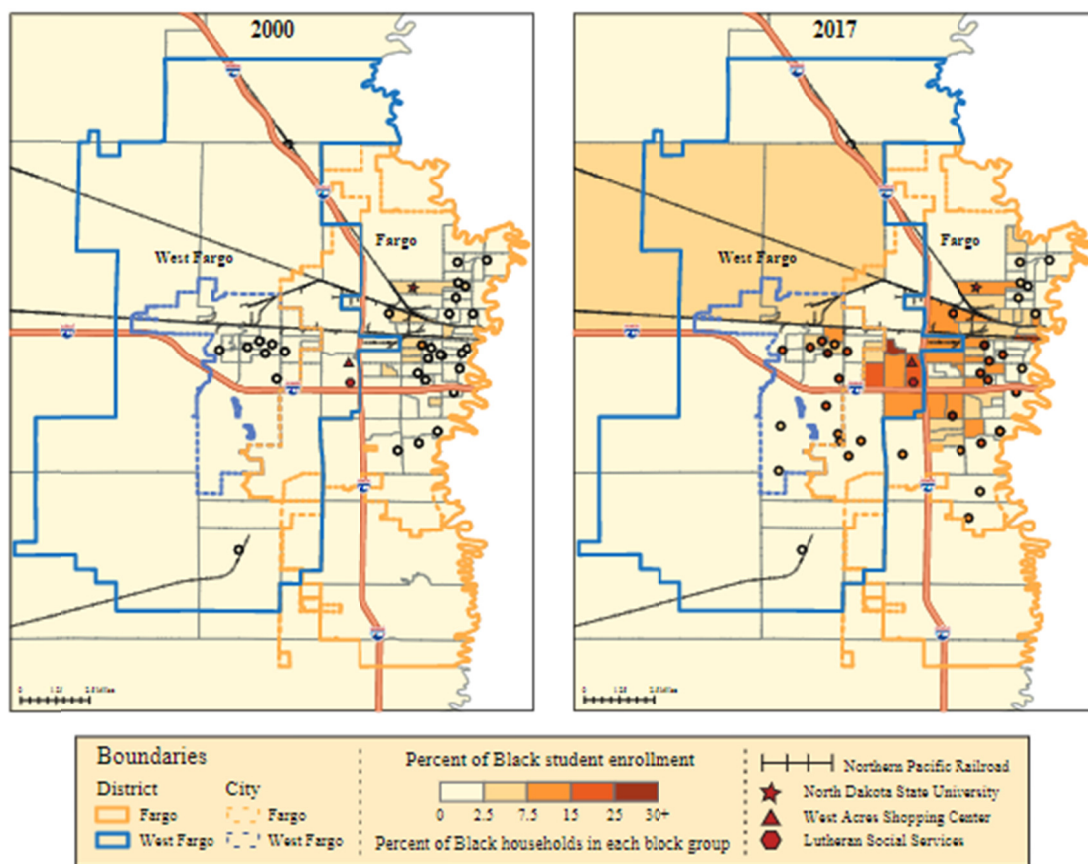 2000
2017
West Fargo
Fargo
West Fargo
Fargo
0
0
Boundaries
District
City
Fargo
Fargo
West Fargo
West Fargo
Percent of Black student enrollment
0 2.5 7.5 15 25 30+
Percent of Black households in each block group
Northern Pacific Railroad
North Dakota State University
West Acres Shopping Center
Lutheran Social Services